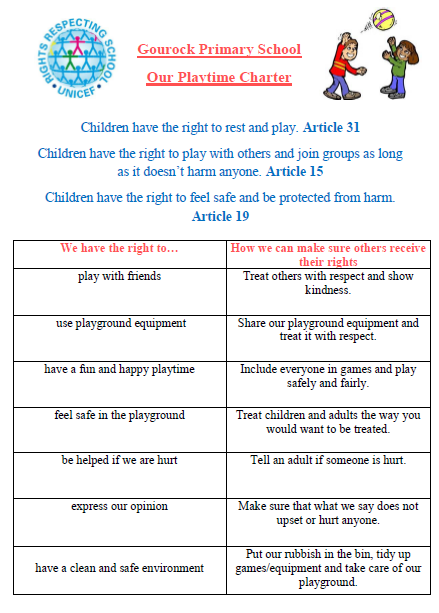 RIGHTS RESPECTING SCHOOL
UNICEF
Gourock Primary School
Our Playtime Charter
Children have the right to rest and play. Article 31
Children have the right to play with others and join groups as long
as it doesn’t harm anyone. Article 15
Children have the right to feel safe and be protected from harm.
Article 19
We have the right to…
How we can make sure others receive
their rights
play with friends
Treat others with respect and show
kindness.
use playground equipment
Share our playground equipment and
treat it with respect.
have a fun and happy playtime
Include everyone in games and play
safely and fairly.
feel safe in the playground
Treat children and adults the way you
would want to be treated.
be helped if we are hurt
Tell an adult if someone is hurt.
express our opinion
Make sure that what we say does not
upset or hurt anyone.
have a clean and safe environment
Put our rubbish in the bin, tidy up
games/equipment and take care of our
playground.